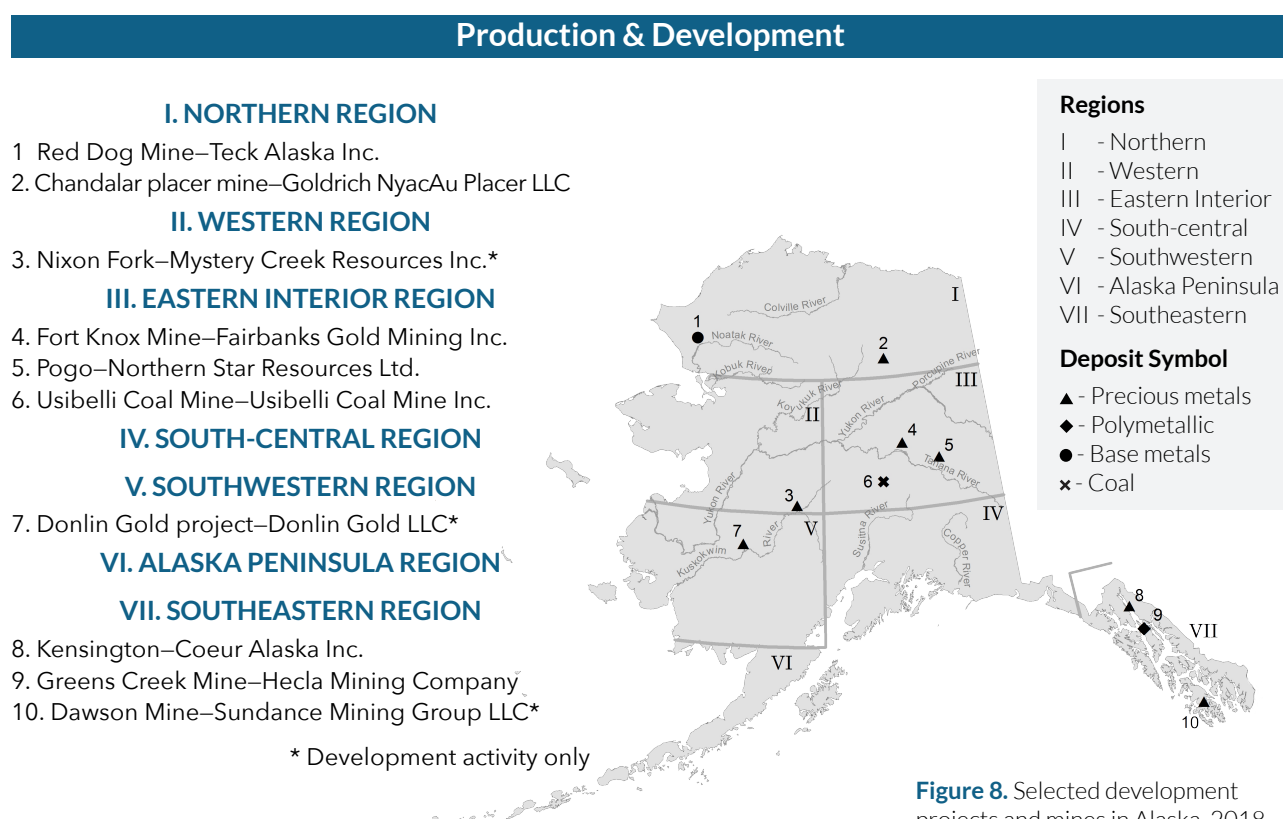 Production & Development
I. NORTHERN REGION
1 Red Dog Mine–Teck Alaska Inc.
2. Chandalar placer mine–Goldrich NyacAu Placer LLC
II. WESTERN REGION
3. Nixon Fork–Mystery Creek Resources Inc.*
III. EASTERN INTERIOR REGION
4. Fort Knox Mine–Fairbanks Gold Mining Inc.
5. Pogo–Northern Star Resources Ltd.
6. Usibelli Coal Mine–Usibelli Coal Mine Inc.
IV. SOUTH-CENTRAL REGION
V. SOUTHWESTERN REGION
7. Donlin Gold project–Donlin Gold LLC*
VI. ALASKA PENINSULA REGION
VII. SOUTHEASTERN REGION
8. Kensington–Coeur Alaska Inc.
9. Greens Creek Mine–Hecla Mining Company
10. Dawson Mine–Sundance Mining Group LLC*
* Development activity only
Regions
I - Northern
II - Western
III - Eastern Interior
IV - South-central
V - Southwestern
VI - Alaska Peninsula
VII - Southeastern
Deposit Symbol
▲ - Precious metals
◆ - Polymetallic
● - Base metals
✖ - Coal
I
Colville River
1
Noatak River
2
Kobuk River
Porcupine River
III
Koyukuk River
II
Yukon River
4
5
Tanana River
6
Yukon River
3
IV
V
Susitna River
7
River
Kuskokwim
Copper River
VI
8
9
VII
10
Figure 8. Selected development
projects and mines in Alaska, 2018